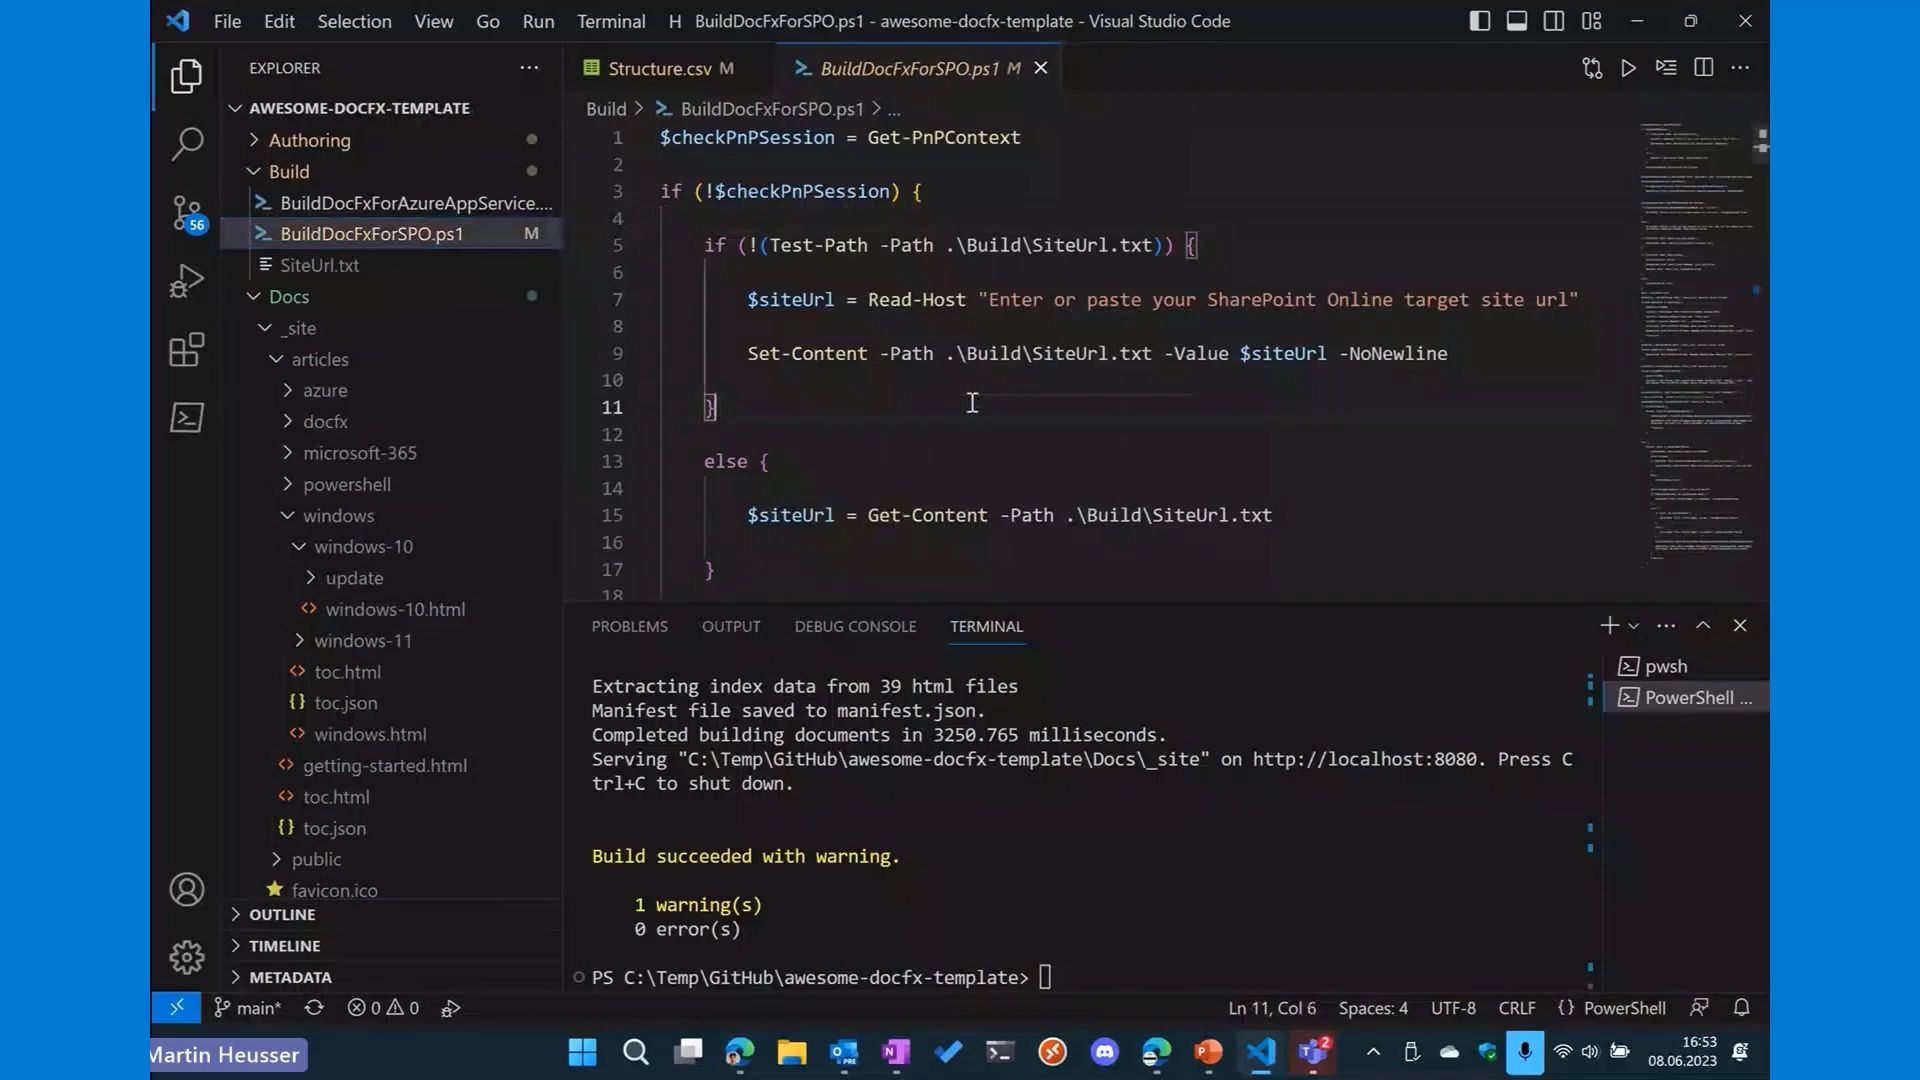 File Edit Selection View Go Run Terminal H BuildDocFxForSPO.ps1 - awesome-docfx-template - Visual Studio Code
EXPLORER
AWESOME-DOCFX-TEMPLATE
Authoring
Build
BuildDocFxForAzureAppService....
BuildDocFxForSPO.ps1 M
SiteUrl.txt
Docs
_site
articles
azure
docfx
microsoft-365
powershell
windows
windows-10
update
windows-10.html
windows-11
toc.html
toc.json
windows.html
getting-started.html
toc.html
toc.json
public
favicon.ico
OUTLINE
TIMELINE
METADATA
56
Structure.csv M
BuildDocFxForSPO.ps1 M
Build > BuildDocFxForSPO.ps1 > ...
1 $checkPnPSession = Get-PnPContext
2
3 if (!$checkPnPSession) {
4
5 if (!(Test-Path -Path .\Build\SiteUrl.txt)) {
6
7 $siteUrl = Read-Host "Enter or paste your SharePoint Online target site url"
8
9 Set-Content -Path .\Build\SiteUrl.txt -Value $siteUrl -NoNewline
10
11 }
12
13 else {
14
15 $siteUrl = Get-Content -Path .\Build\SiteUrl.txt
16
17 }
18
PROBLEMS OUTPUT DEBUG CONSOLE TERMINAL
Extracting index data from 39 html files
Manifest file saved to manifest.json.
Completed building documents in 3250.765 milliseconds.
Serving "C:\Temp\GitHub\awesome-docfx-template\Docs\_site" on http://localhost:8080. Press C
trl+C to shut down.
Build succeeded with warning.
1 warning(s)
0 error(s)
PS C:\Temp\GitHub\awesome-docfx-template>
pwsh
PowerShell ...
main* 0 0
Ln 11, Col 6 Spaces: 4 UTF-8 CRLF {} PowerShell
Martin Heusser
PRE
2
16:53
08.06.2023